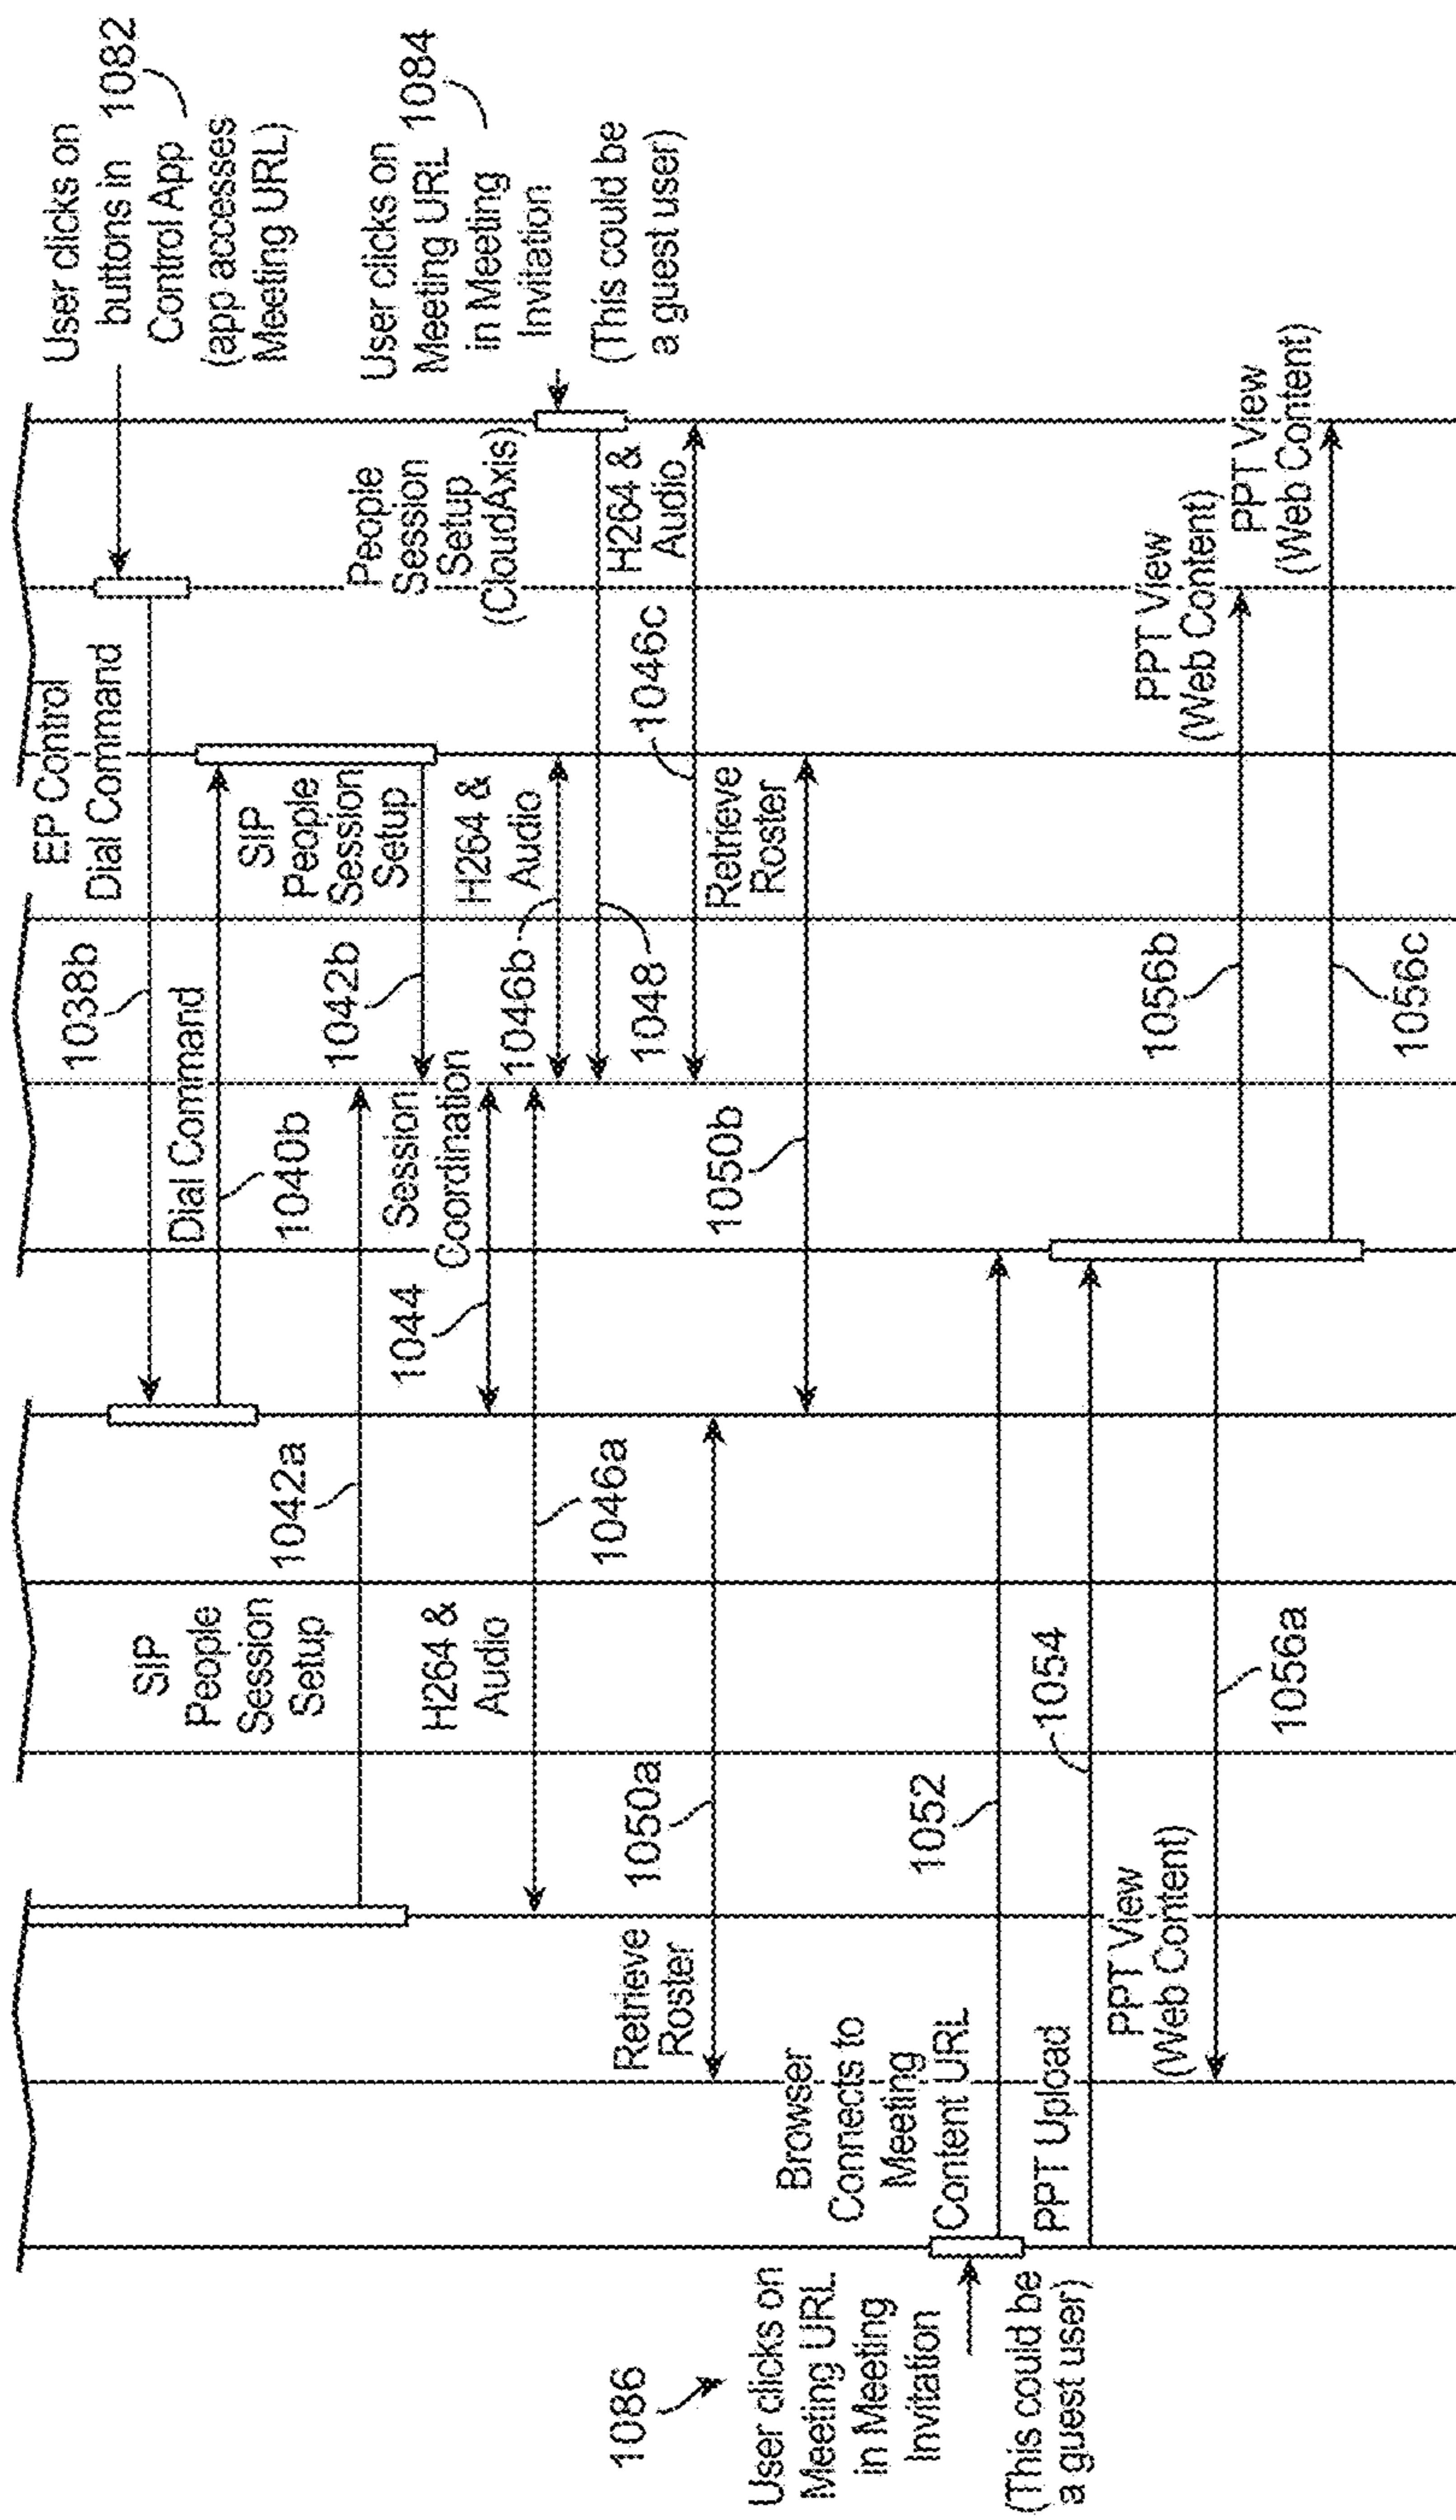 User clicks on
buttons in
Control App
(app accesses
Meeting URL)
1082
EP Control
Dial Command
1038b
Dial Command
1040b
SIP
People
Session
Setup
1042a
SIP
People
Session
Setup
1042b
User clicks on
Meeting URL
in Meeting
Invitation
(This could be
a guest user)
1084
People
Session
Setup
(CloudAxis)
Session
Coordination
1044
H264 &
Audio
1046a
H264 &
Audio
1046b
1048
H264 &
Audio
1046c
Retrieve
Roster
1050a
Retrieve
Roster
1050b
1086
User clicks on
Meeting URL
in Meeting
Invitation
(This could be
a guest user)
Browser
Connects to
Meeting
Content URL
1052
PPT Upload
1054
PPT View
(Web Content)
1056a
PPT View
(Web Content)
1056b
PPT View
(Web Content)
1056c